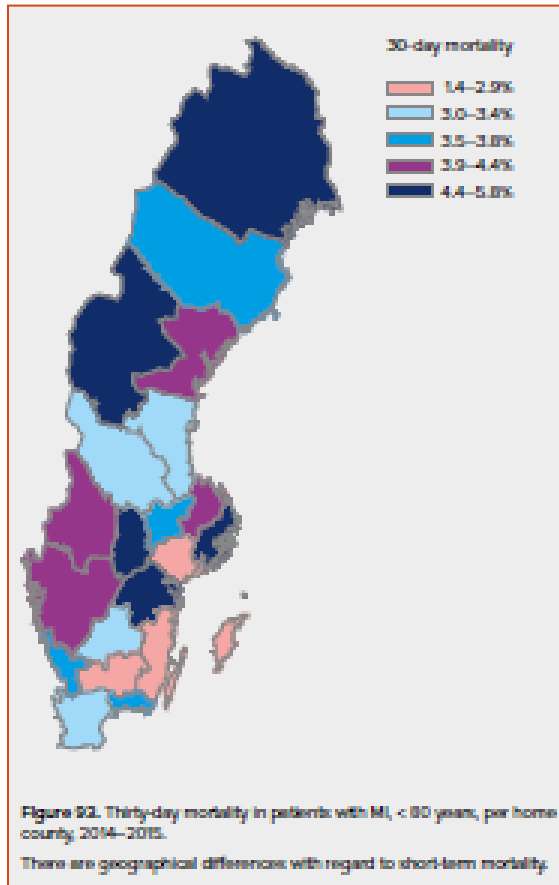 30-day mortality
1.4–2.9%
3.0–3.4%
3.5–3.8%
3.9–4.4%
4.4–5.8%
Figure 93. Thirty-day mortality in patients with MI, < 80 years, per home
county, 2014–2015.
There are geographical differences with regard to short-term mortality.